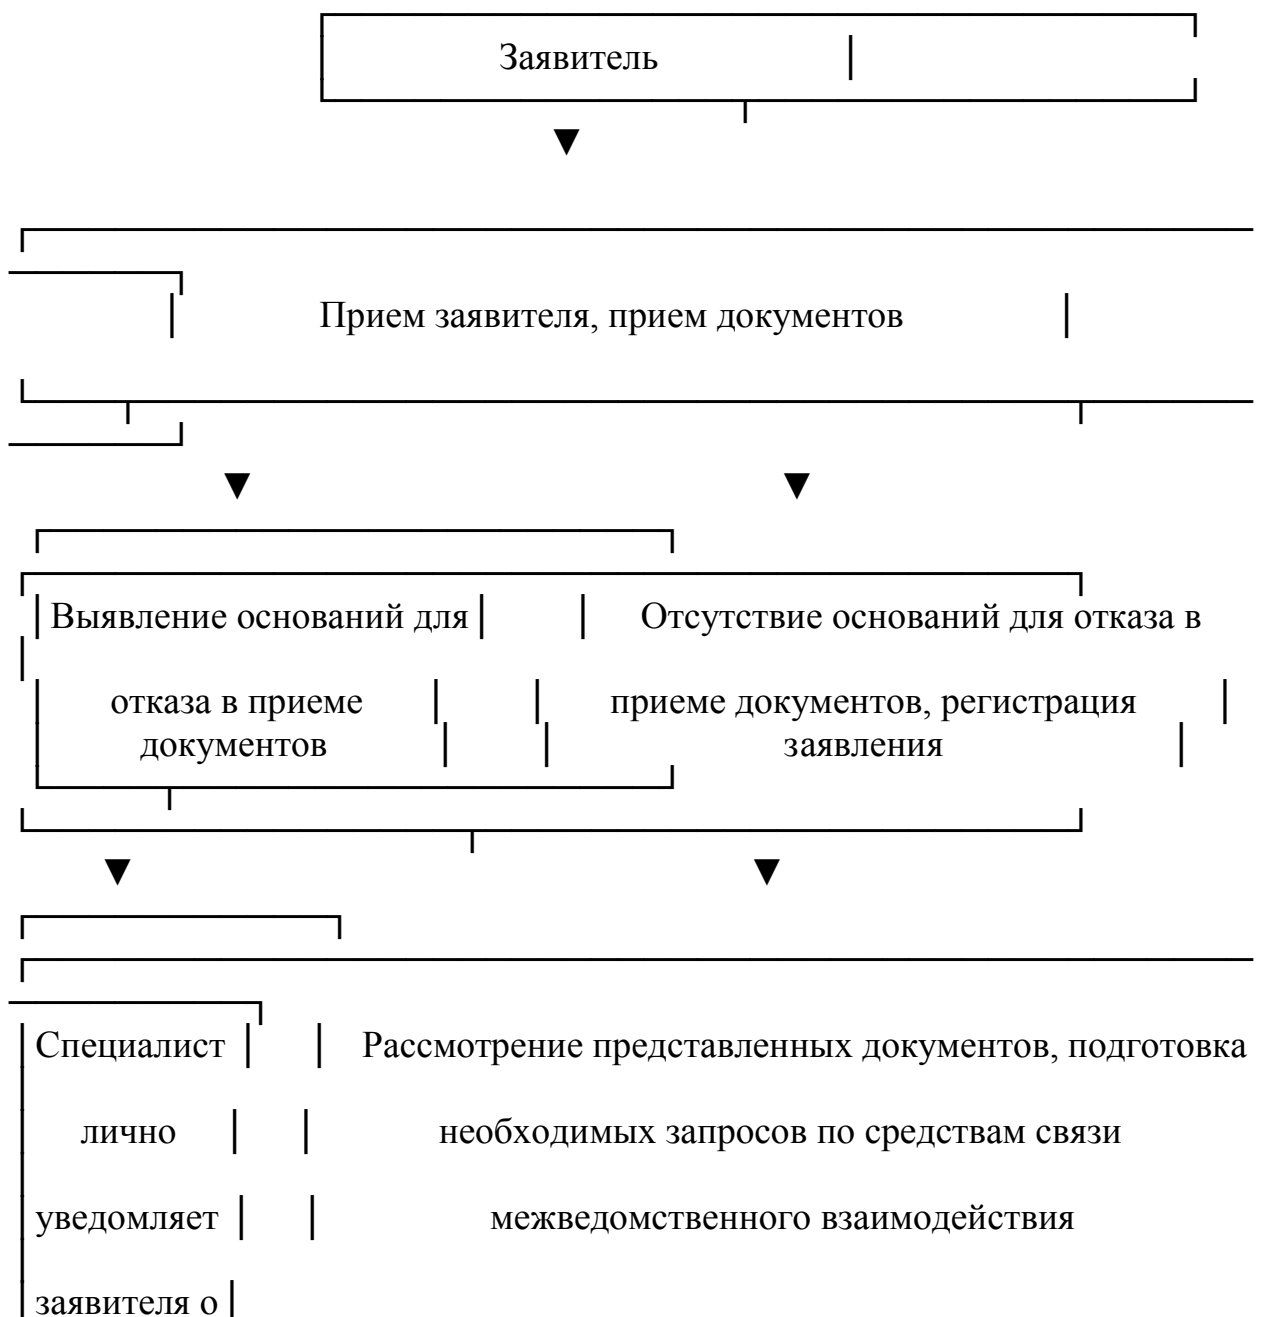 Заявитель
Прием заявителя, прием документов
Выявление оснований для Отсутствие оснований для отказа в
отказа в приеме приеме документов, регистрация
документов заявления
Специалист Рассмотрение представленных документов, подготовка
лично необходимых запросов по средствам связи
уведомляет межведомственного взаимодействия
заявителя о